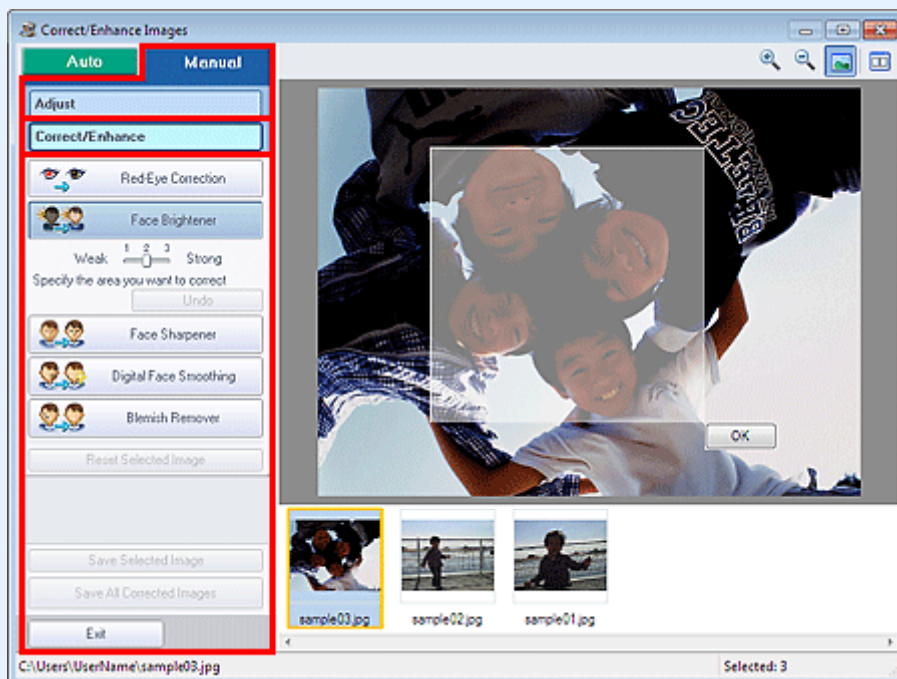 Correct/Enhance Images
Auto
Manual
Adjust
Correct/Enhance
Red-Eye Correction
Face Brightener
1 2 3
Weak Strong
Specify the area you want to correct
Undo
Face Sharpener
Digital Face Smoothing
Blemish Remover
Reset Selected Image
Save Selected Image
Save All Corrected Images
Exit
OK
sample03.jpg
sample02.jpg
sample01.jpg
C:\Users\UserName\sample03.jpg
Selected: 3